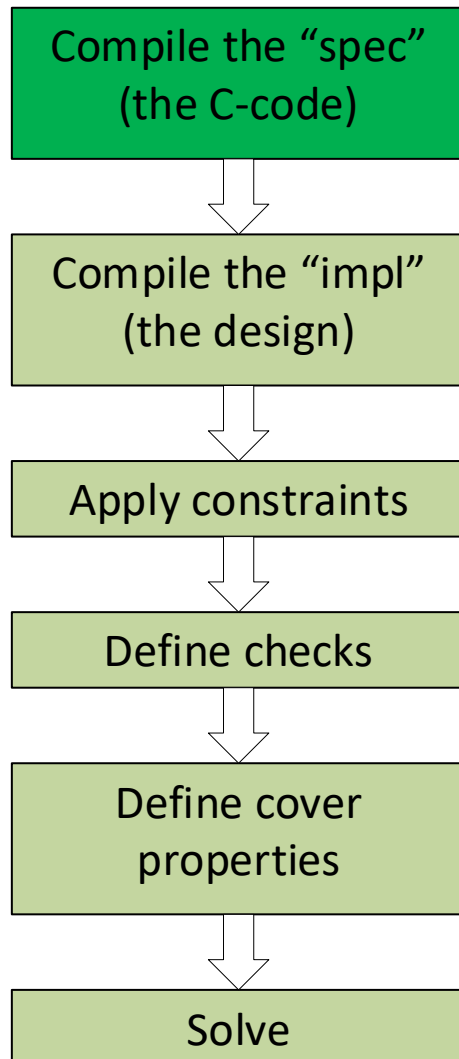 Compile the “spec”
(the C-code)
Compile the “impl”
(the design)
Apply constraints
Define checks
Define cover
properties
Solve